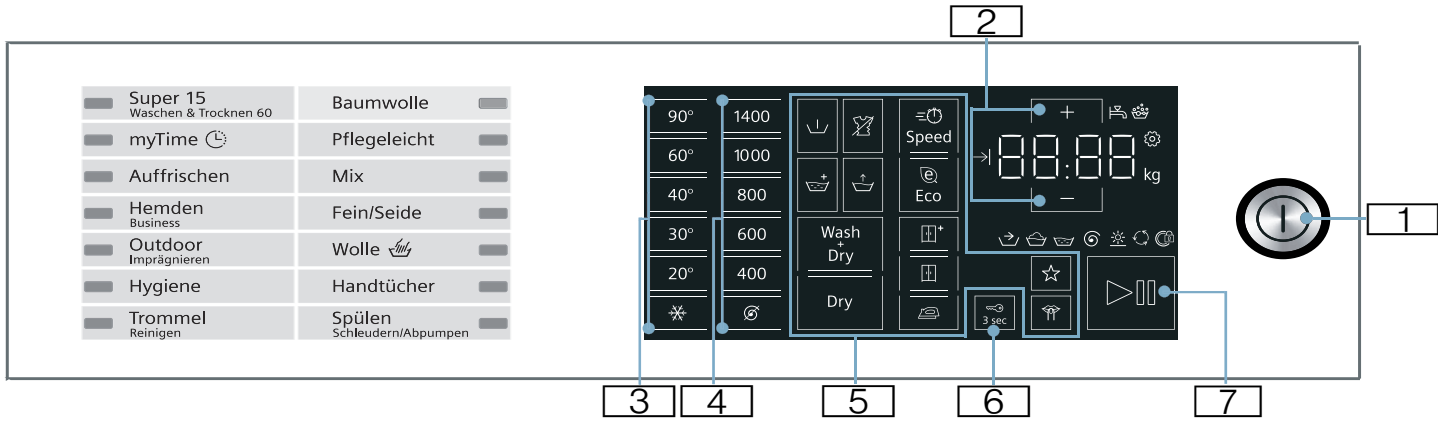 2
Super 15
Waschen & Trocknen 60
Baumwolle
myTime
Pflegeleicht
Auffrischen
Mix
Hemden
Business
Fein/Seide
Outdoor
Imprägnieren
Wolle
Hygiene
Handtücher
Trommel
Reinigen
Spülen
Schleudern/Abpumpen
90°
60°
40°
30°
20°
1400
1000
800
600
400
Speed
e
Eco
Wash
+
Dry
Dry
+
88:88
kg
−
3 sec
1
3
4
5
6
7